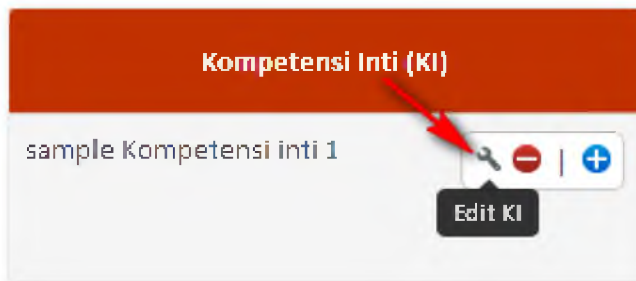 Kompetensi Inti (KI)
sample Kompetensi inti 1
Edit KI